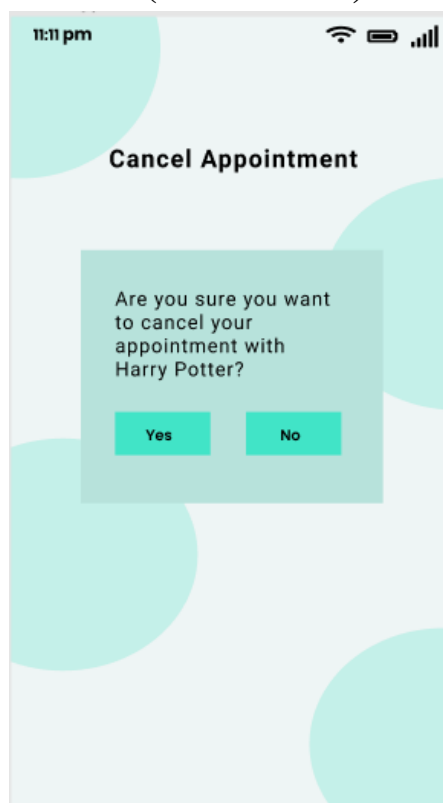 11:11 pm
Cancel Appointment
Are you sure you want
to cancel your
appointment with
Harry Potter?
Yes No